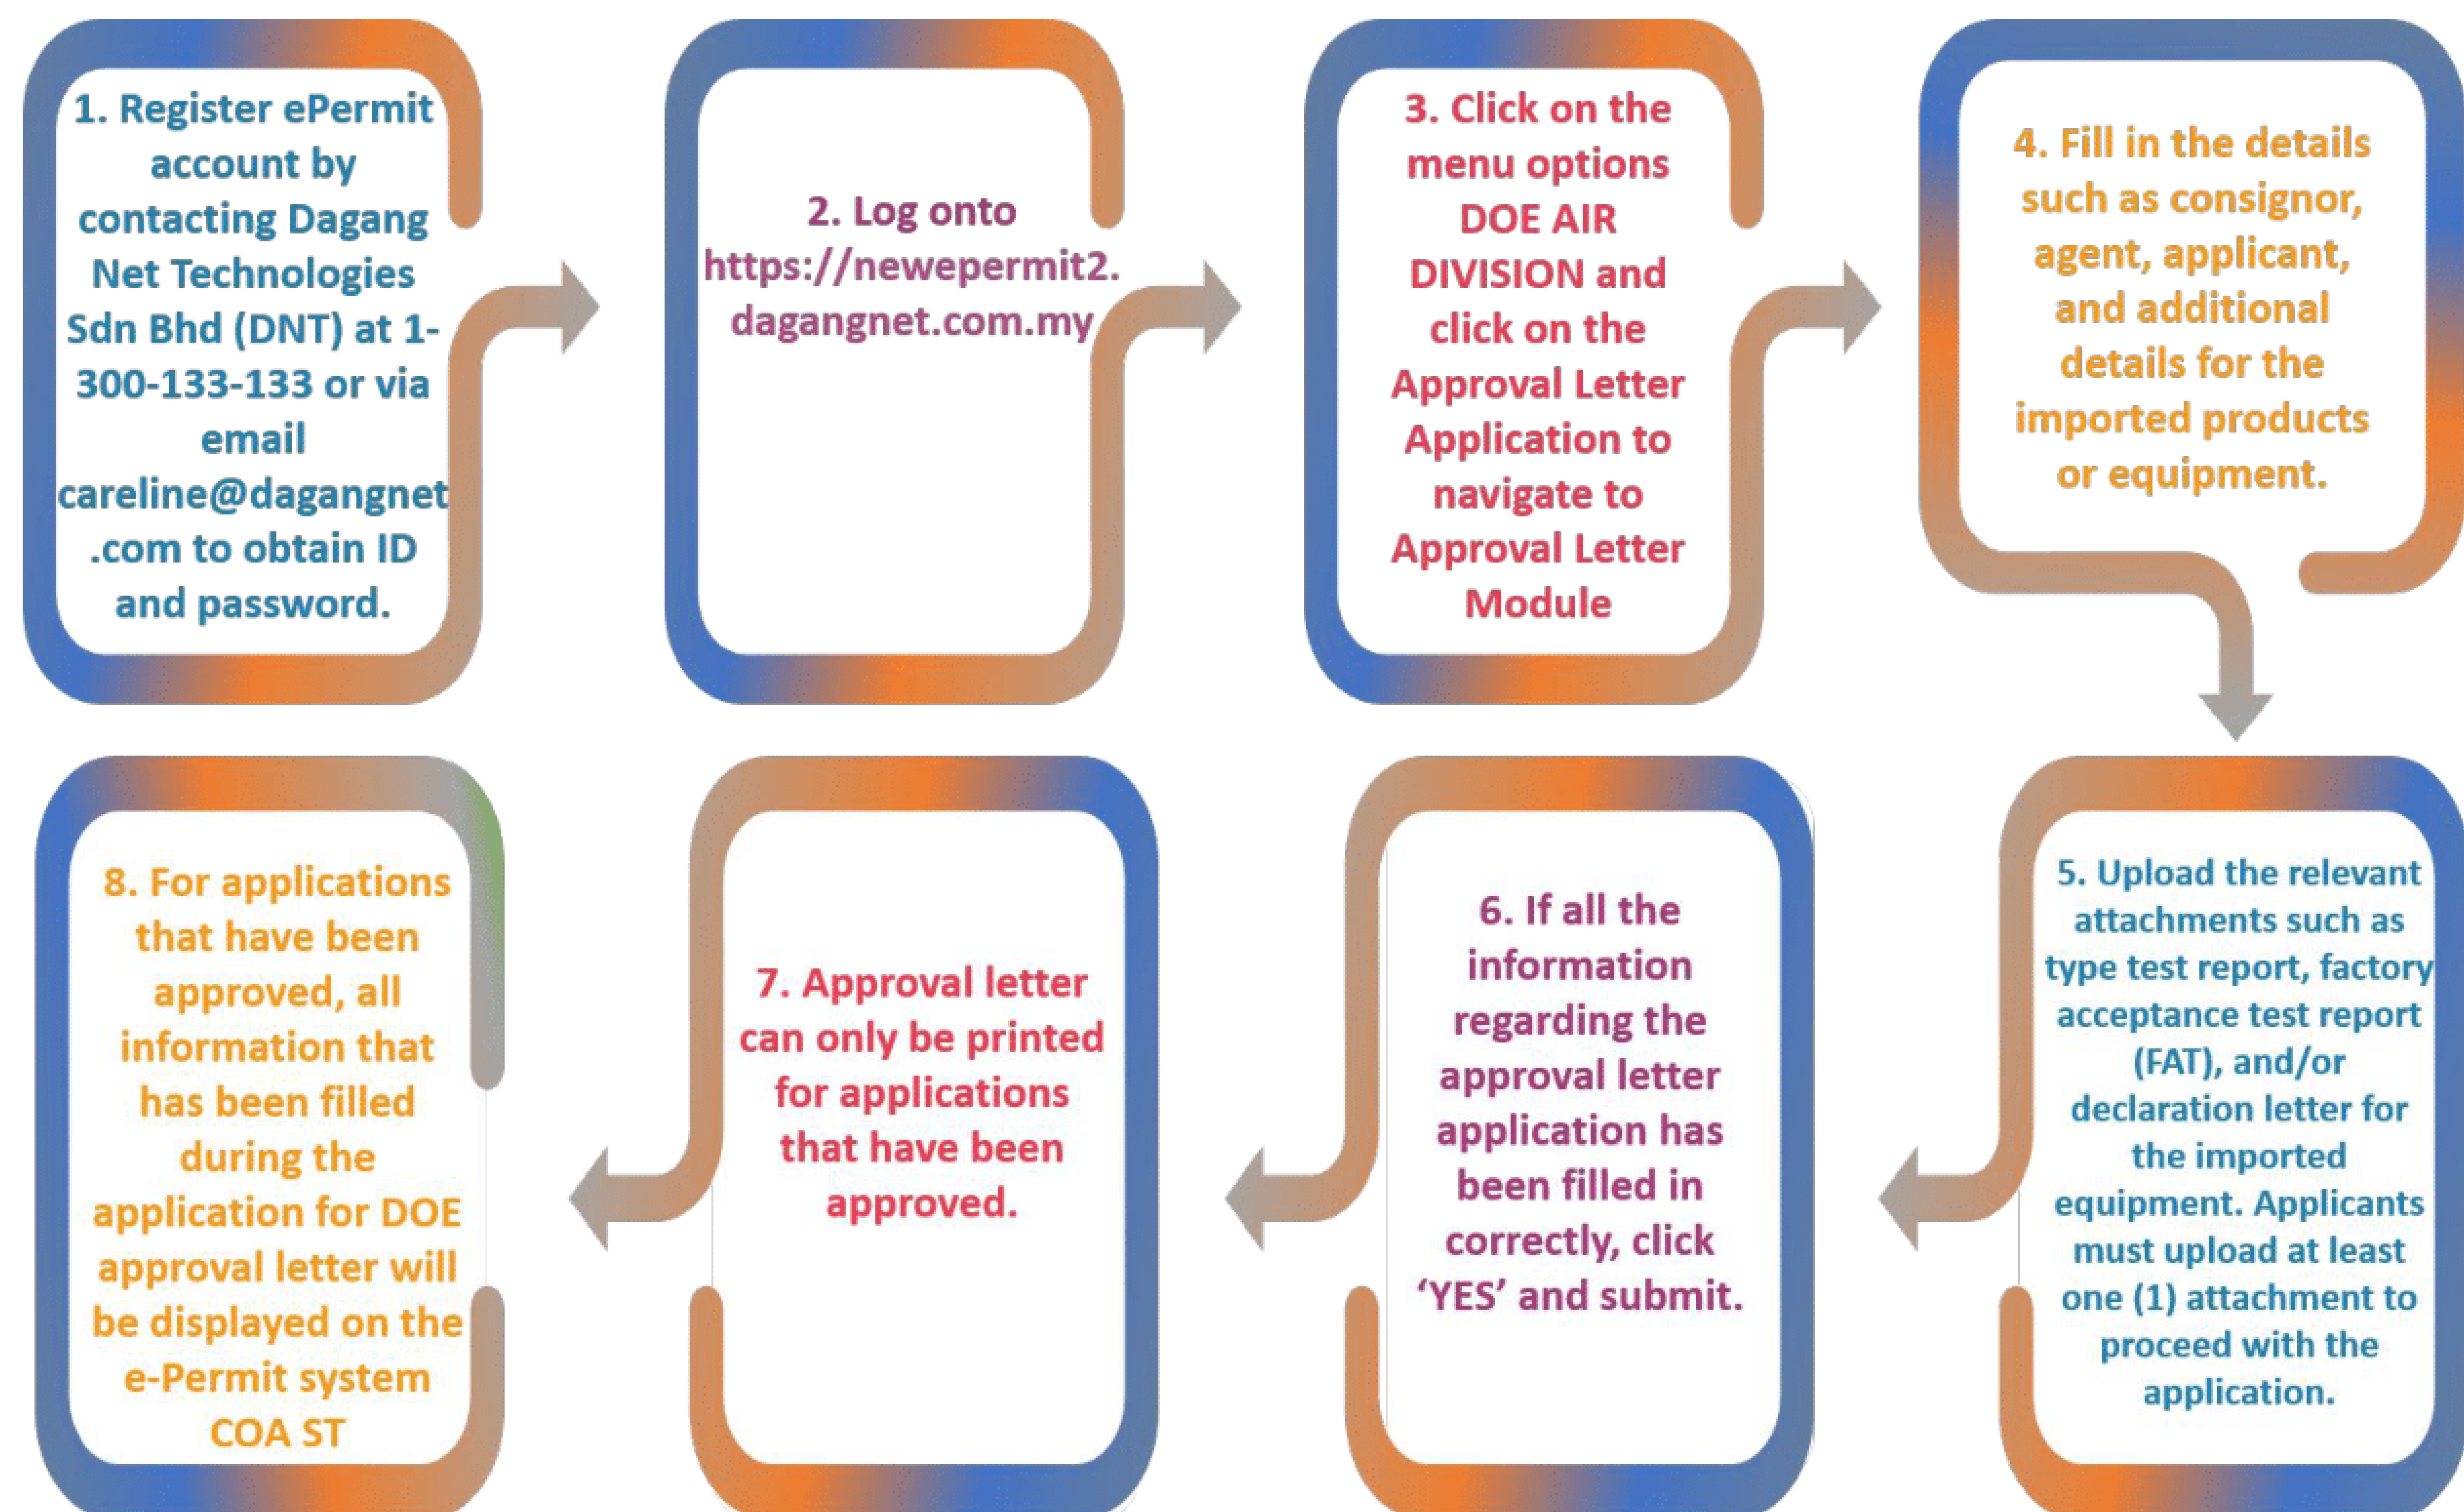 1. Register ePermit
account by
contacting Dagang
Net Technologies
Sdn Bhd (DNT) at 1-
300-133-133 or via
email
careline@dagangnet
.com to obtain ID
and password.
2. Log onto
https://newepermit2.
dagangnet.com.my
3. Click on the
menu options
DOE AIR
DIVISION and
click on the
Approval Letter
Application to
navigate to
Approval Letter
Module
4. Fill in the details
such as consignor,
agent, applicant,
and additional
details for the
imported products
or equipment.
5. Upload the relevant
attachments such as
type test report, factory
acceptance test report
(FAT), and/or
declaration letter for
the imported
equipment. Applicants
must upload at least
one (1) attachment to
proceed with the
application.
6. If all the
information
regarding the
approval letter
application has
been filled in
correctly, click
‘YES’ and submit.
7. Approval letter
can only be printed
for applications
that have been
approved.
8. For applications
that have been
approved, all
information that
has been filled
during the
application for DOE
approval letter will
be displayed on the
e-Permit system
COA ST